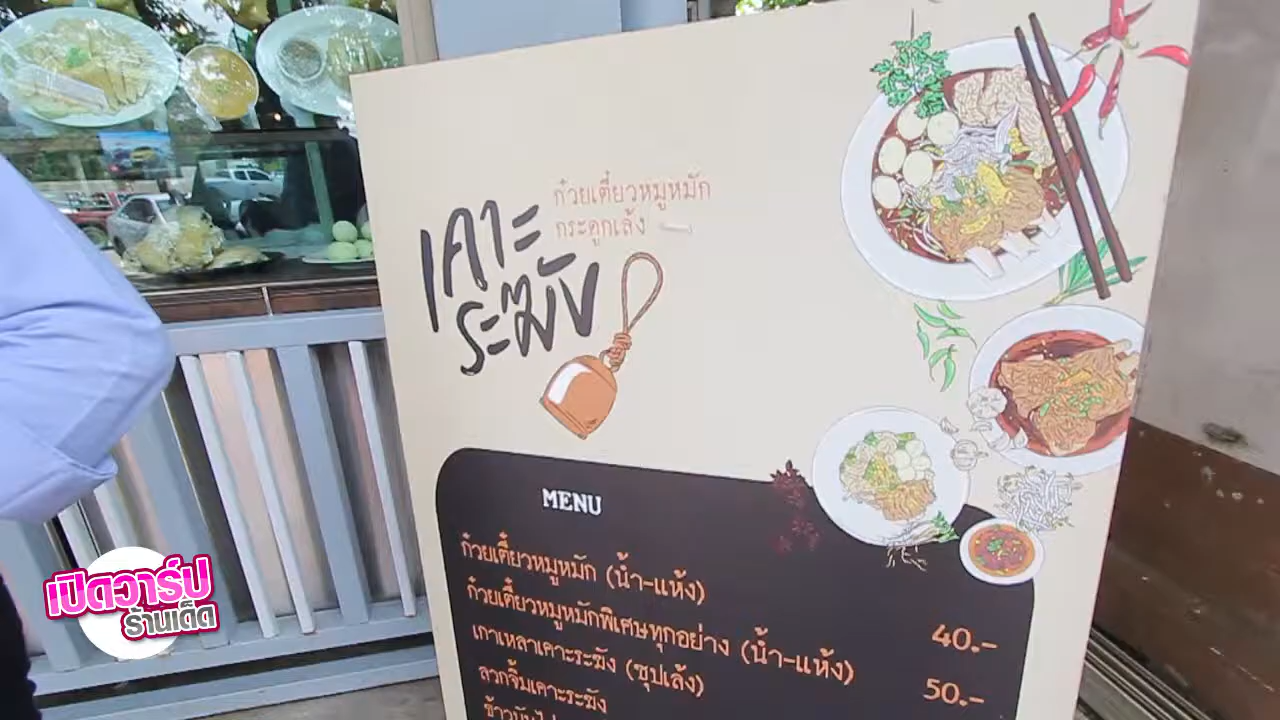 ก๋วยเตี๋ยวหมูหมัก
กระดูกเล้ง
เคาะ
ระฆัง
MENU
ก๋วยเตี๋ยวหมูหมัก (น้ำ-แห้ง)
40.-
ก๋วยเตี๋ยวหมูหมักพิเศษทุกอย่าง (น้ำ-แห้ง)
50.-
เกาเหลาเคาะระฆัง (ซุปเล้ง)
ลวกจิ้มเคาะระฆัง
เปิดวาร์ป
ร้านเด็ด